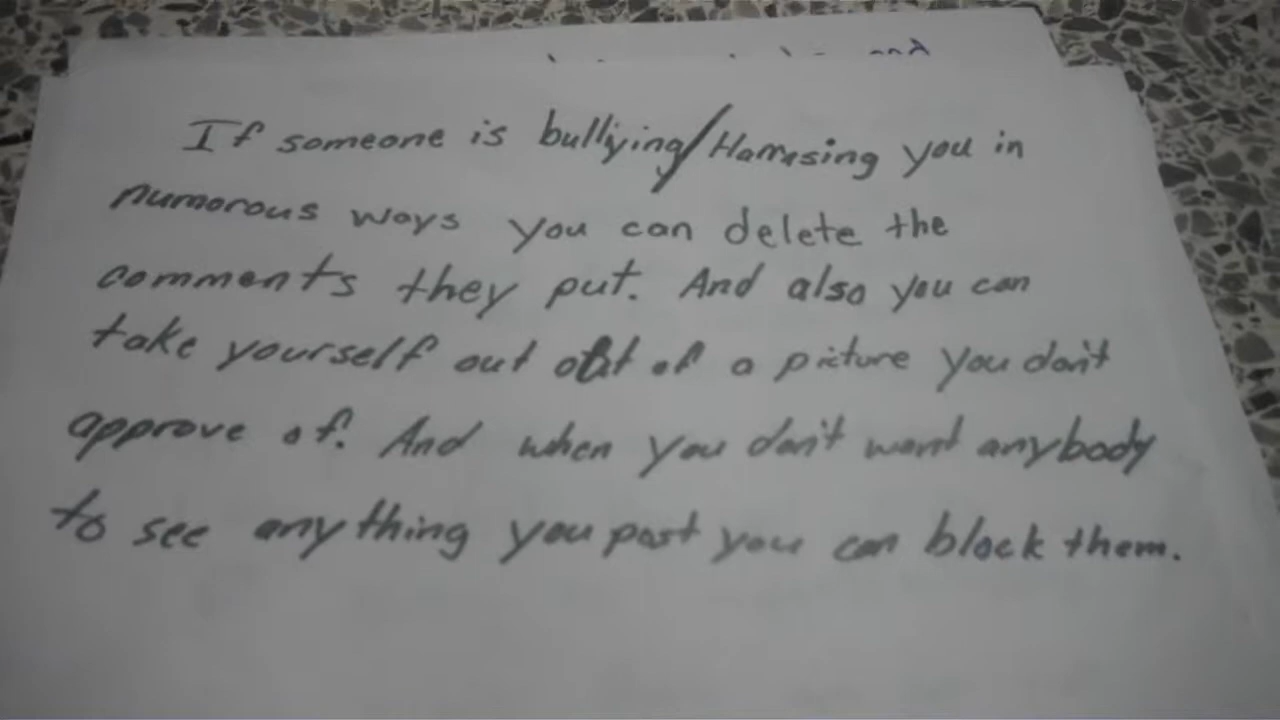 and
If someone is bullying/Harrasing you in
numorous ways you can delete the
comments they put. And also you can
take yourself out of a picture you don't
approve of. And when you don't want anybody
to see anything you post you can block them.